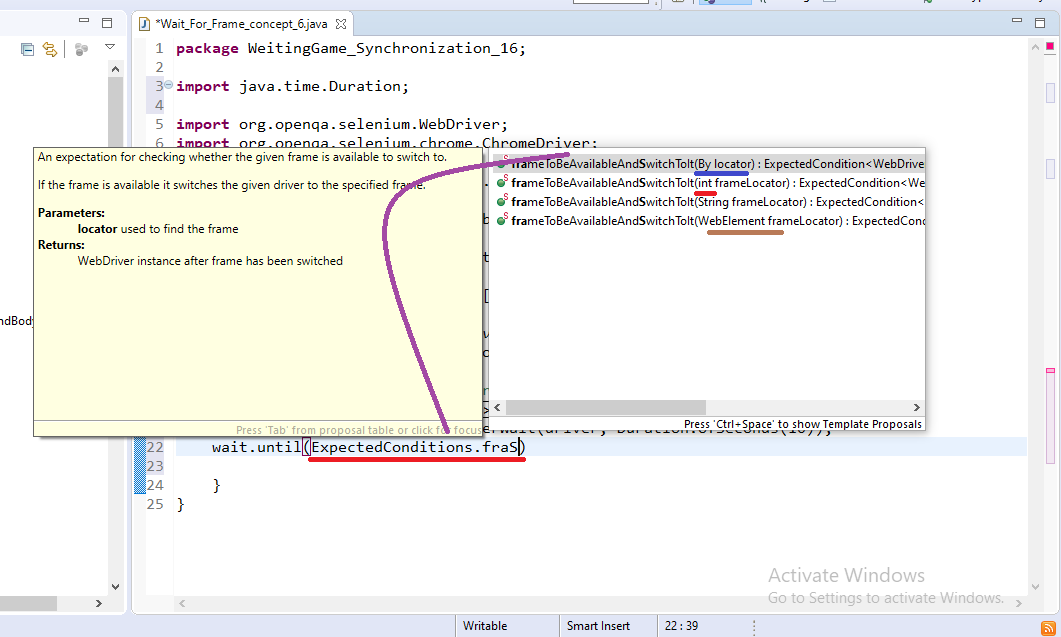 *Wait_For_Frame_concept_6.java
1 package WeitingGame_Synchronization_16;
2
3 import java.time.Duration;
4
5 import org.openqa.selenium.WebDriver;
6 import org.openqa.selenium.chrome.ChromeDriver;
An expectation for checking whether the given frame is available to switch to.
If the frame is available it switches the given driver to the specified frame.
Parameters:
locator used to find the frame
Returns:
WebDriver instance after frame has been switched
Press 'Tab' from proposal table or click for focus
frameToBeAvailableAndSwitchToIt(By locator) : ExpectedCondition<WebDrive
frameToBeAvailableAndSwitchToIt(int frameLocator) : ExpectedCondition<We
frameToBeAvailableAndSwitchToIt(String frameLocator) : ExpectedCondition<
frameToBeAvailableAndSwitchToIt(WebElement frameLocator) : ExpectedCond
Press 'Ctrl+Space' to show Template Proposals
22 wait.until(ExpectedConditions.fraS)
23
24 }
25 }
Activate Windows
Go to Settings to activate Windows.
Writable Smart Insert 22 : 39